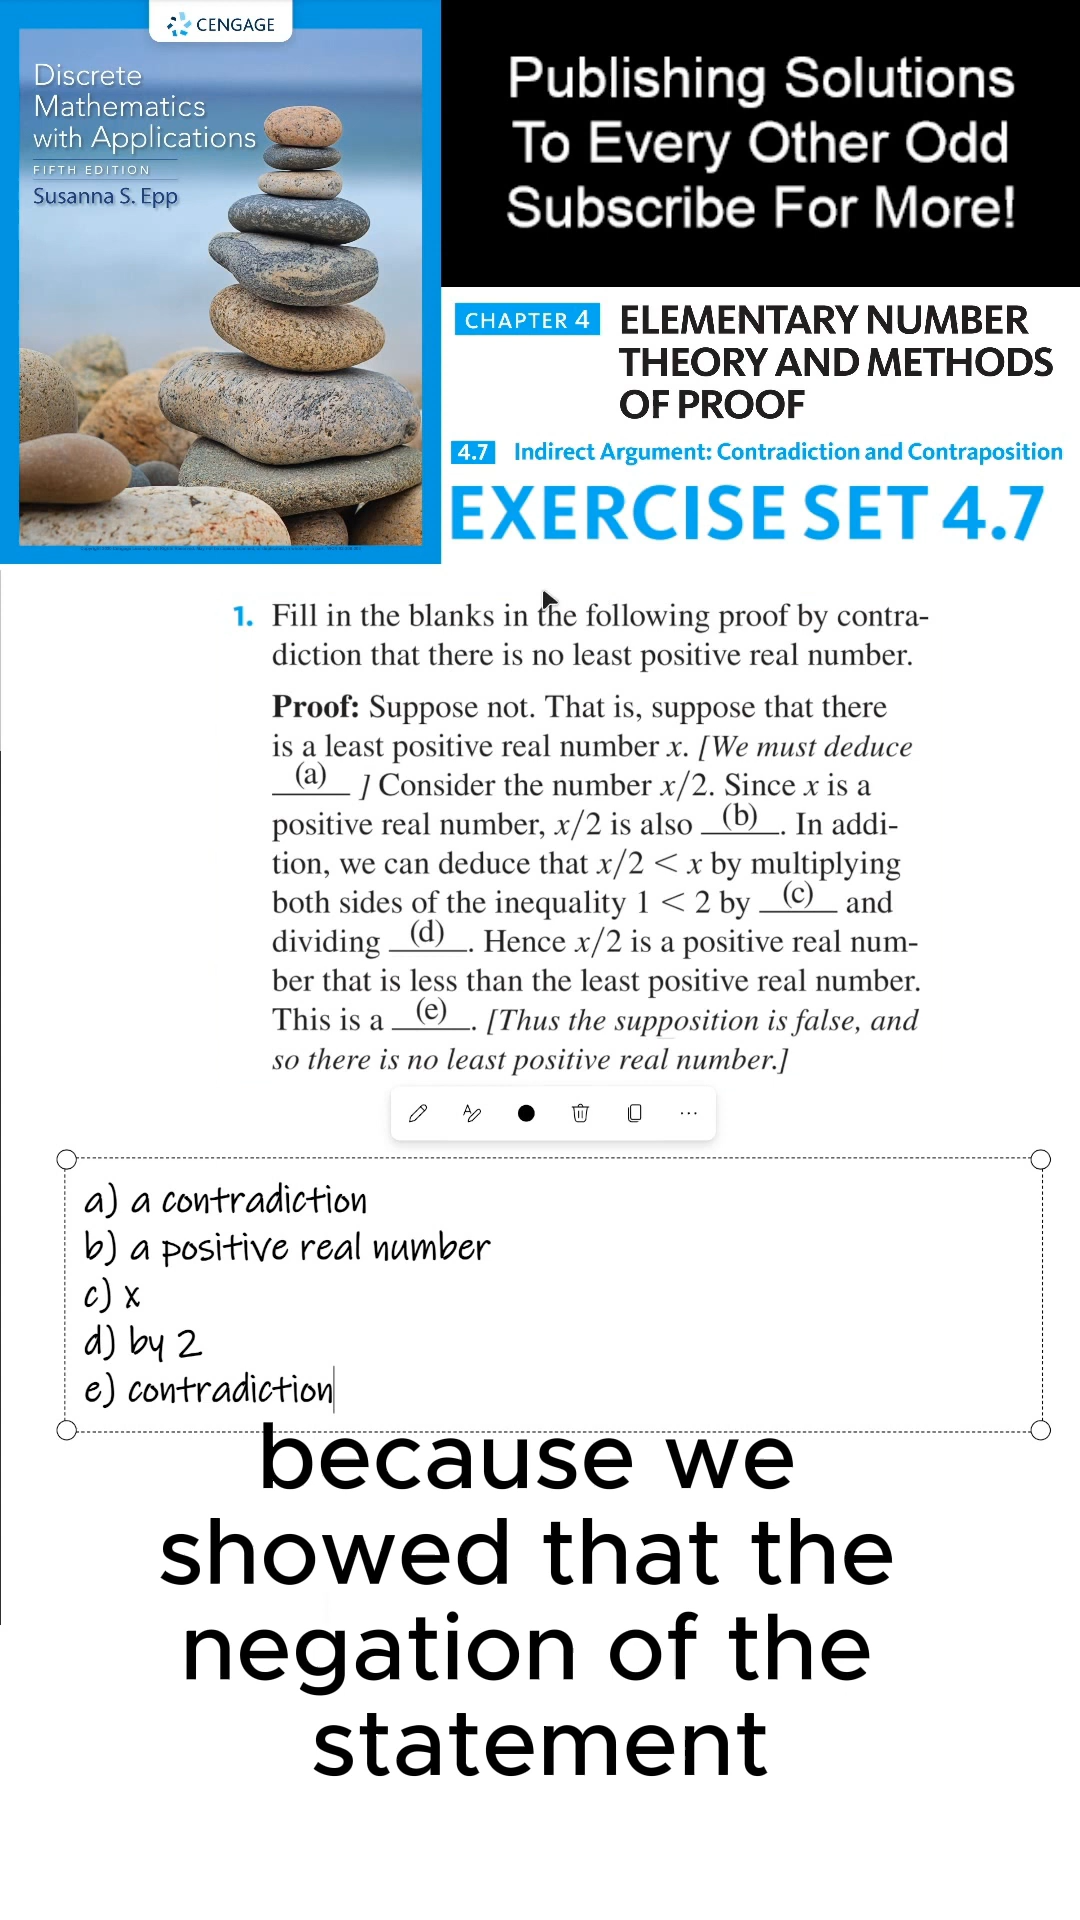 CENGAGE
Discrete
Mathematics
with Applications
FIFTH EDITION
Susanna S. Epp
Publishing Solutions
To Every Other Odd
Subscribe For More!
CHAPTER 4
ELEMENTARY NUMBER
THEORY AND METHODS
OF PROOF
4.7 Indirect Argument: Contradiction and Contraposition
EXERCISE SET 4.7
1. Fill in the blanks in the following proof by contra-
diction that there is no least positive real number.
Proof: Suppose not. That is, suppose that there
is a least positive real number x. [We must deduce
(a) ] Consider the number x/2. Since x is a
positive real number, x/2 is also (b). In addi-
tion, we can deduce that x/2 < x by multiplying
both sides of the inequality 1 < 2 by (c) and
dividing (d). Hence x/2 is a positive real num-
ber that is less than the least positive real number.
This is a (e). [Thus the supposition is false, and
so there is no least positive real number.]
a) a contradiction
b) a positive real number
c) x
d) by 2
e) contradiction
because we
showed that the
negation of the
statement